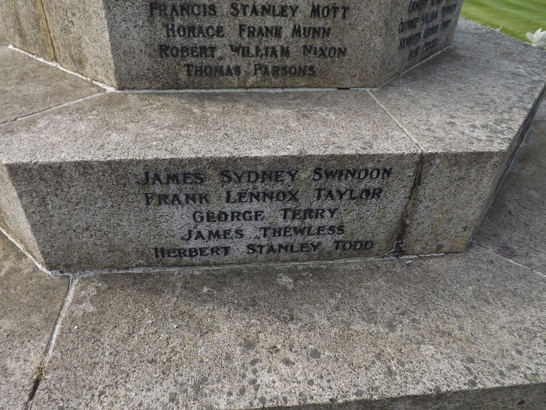 Francis Stanley Mott
Horace Frank Munn
Robert William Nixon
Thomas Parsons
James Sydney Swindon
Frank Lennox Taylor
George Terry
James Thewless
Herbert Stanley Todd